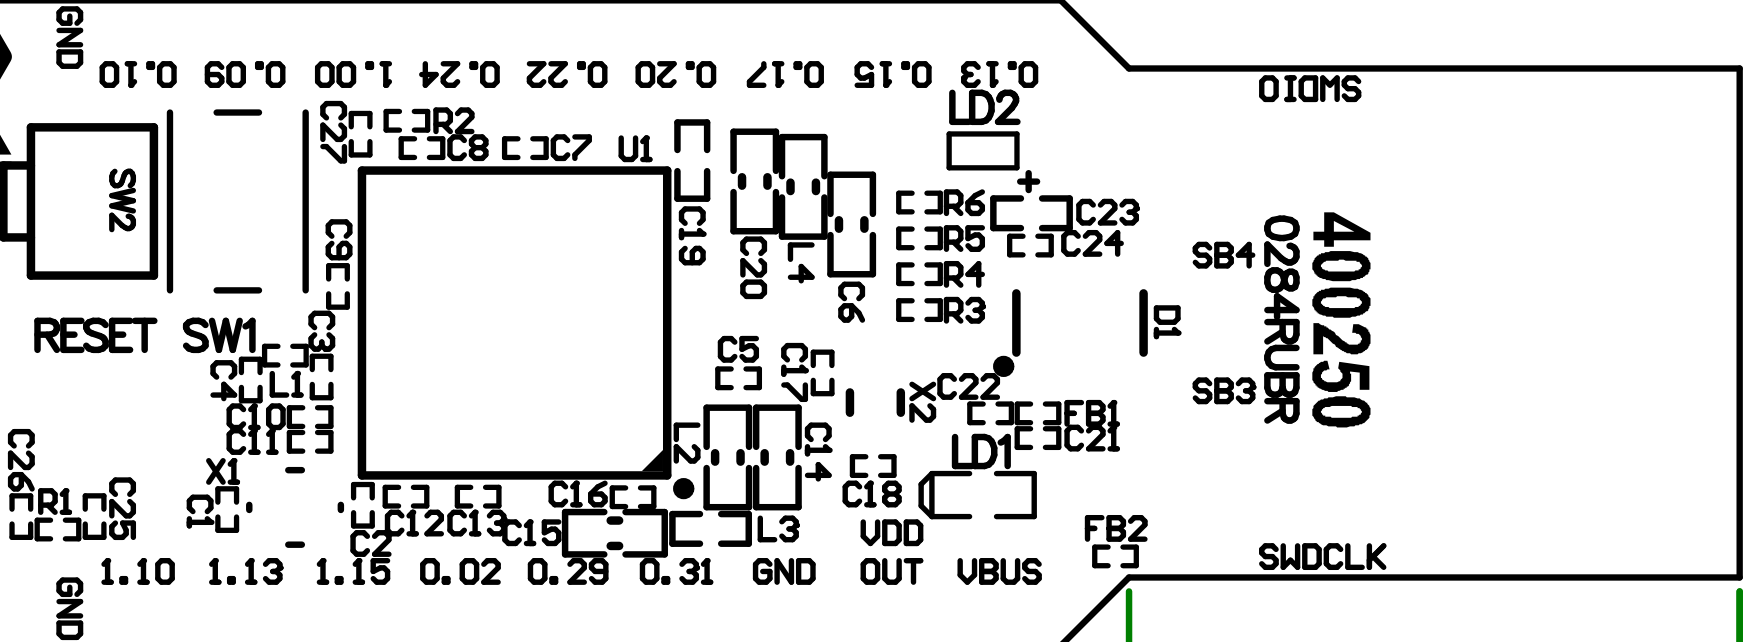 GND
0.10 0.09 1.00 0.24 0.22 0.20 0.17 0.15 0.13
SWDIO
LD2
C27
R2
C8
C7
U1
SW2
C9
C19
C20
L4
C6
R6
R5
R4
R3
C23
C24
SB4
0284RUBR
400250
D1
RESET SW1
C3
C4
L1
C10
C11
C5
C17
X2
C22
FB1
C21
SB3
L2
C14
LD1
C26
X1
R1
C25
C1
C2
C12
C13
C16
C15
C18
L3
VDD
FB2
1.10 1.13 1.15 0.02 0.29 0.31 GND OUT VBUS
SWDCLK
GND